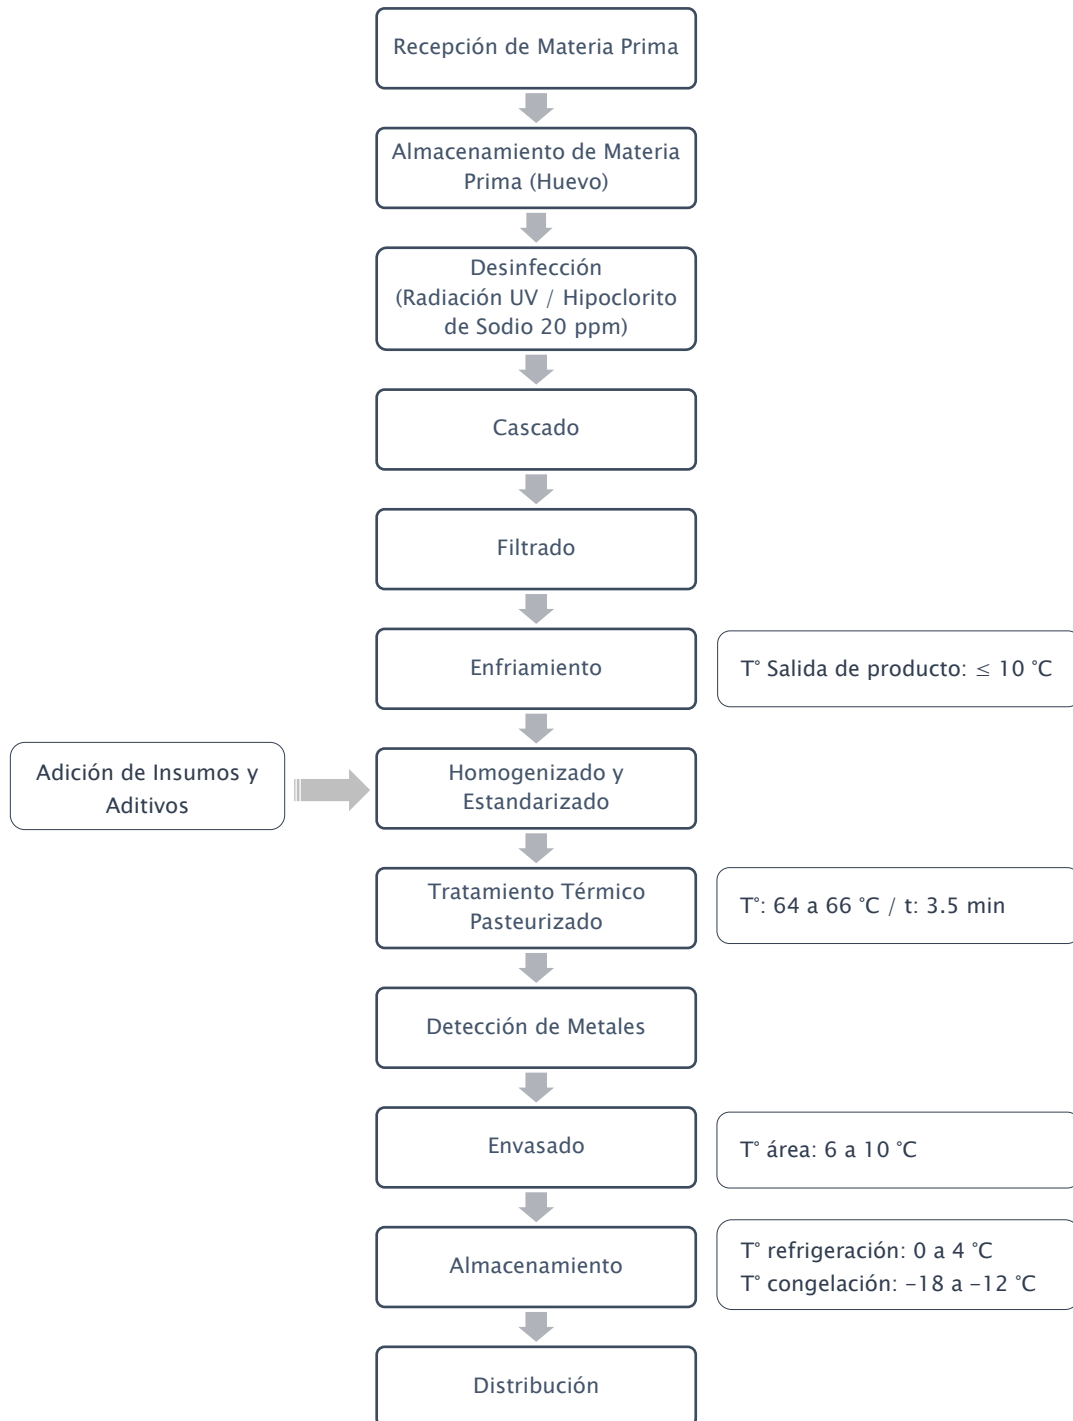 Recepción de Materia Prima
Almacenamiento de Materia
Prima (Huevo)
Desinfección
(Radiación UV / Hipoclorito
de Sodio 20 ppm)
Cascado
Filtrado
Enfriamiento
T° Salida de producto: ≤ 10 °C
Adición de Insumos y
Aditivos
Homogenizado y
Estandarizado
Tratamiento Térmico
Pasteurizado
T°: 64 a 66 °C / t: 3.5 min
Detección de Metales
Envasado
T° área: 6 a 10 °C
Almacenamiento
T° refrigeración: 0 a 4 °C
T° congelación: -18 a -12 °C
Distribución